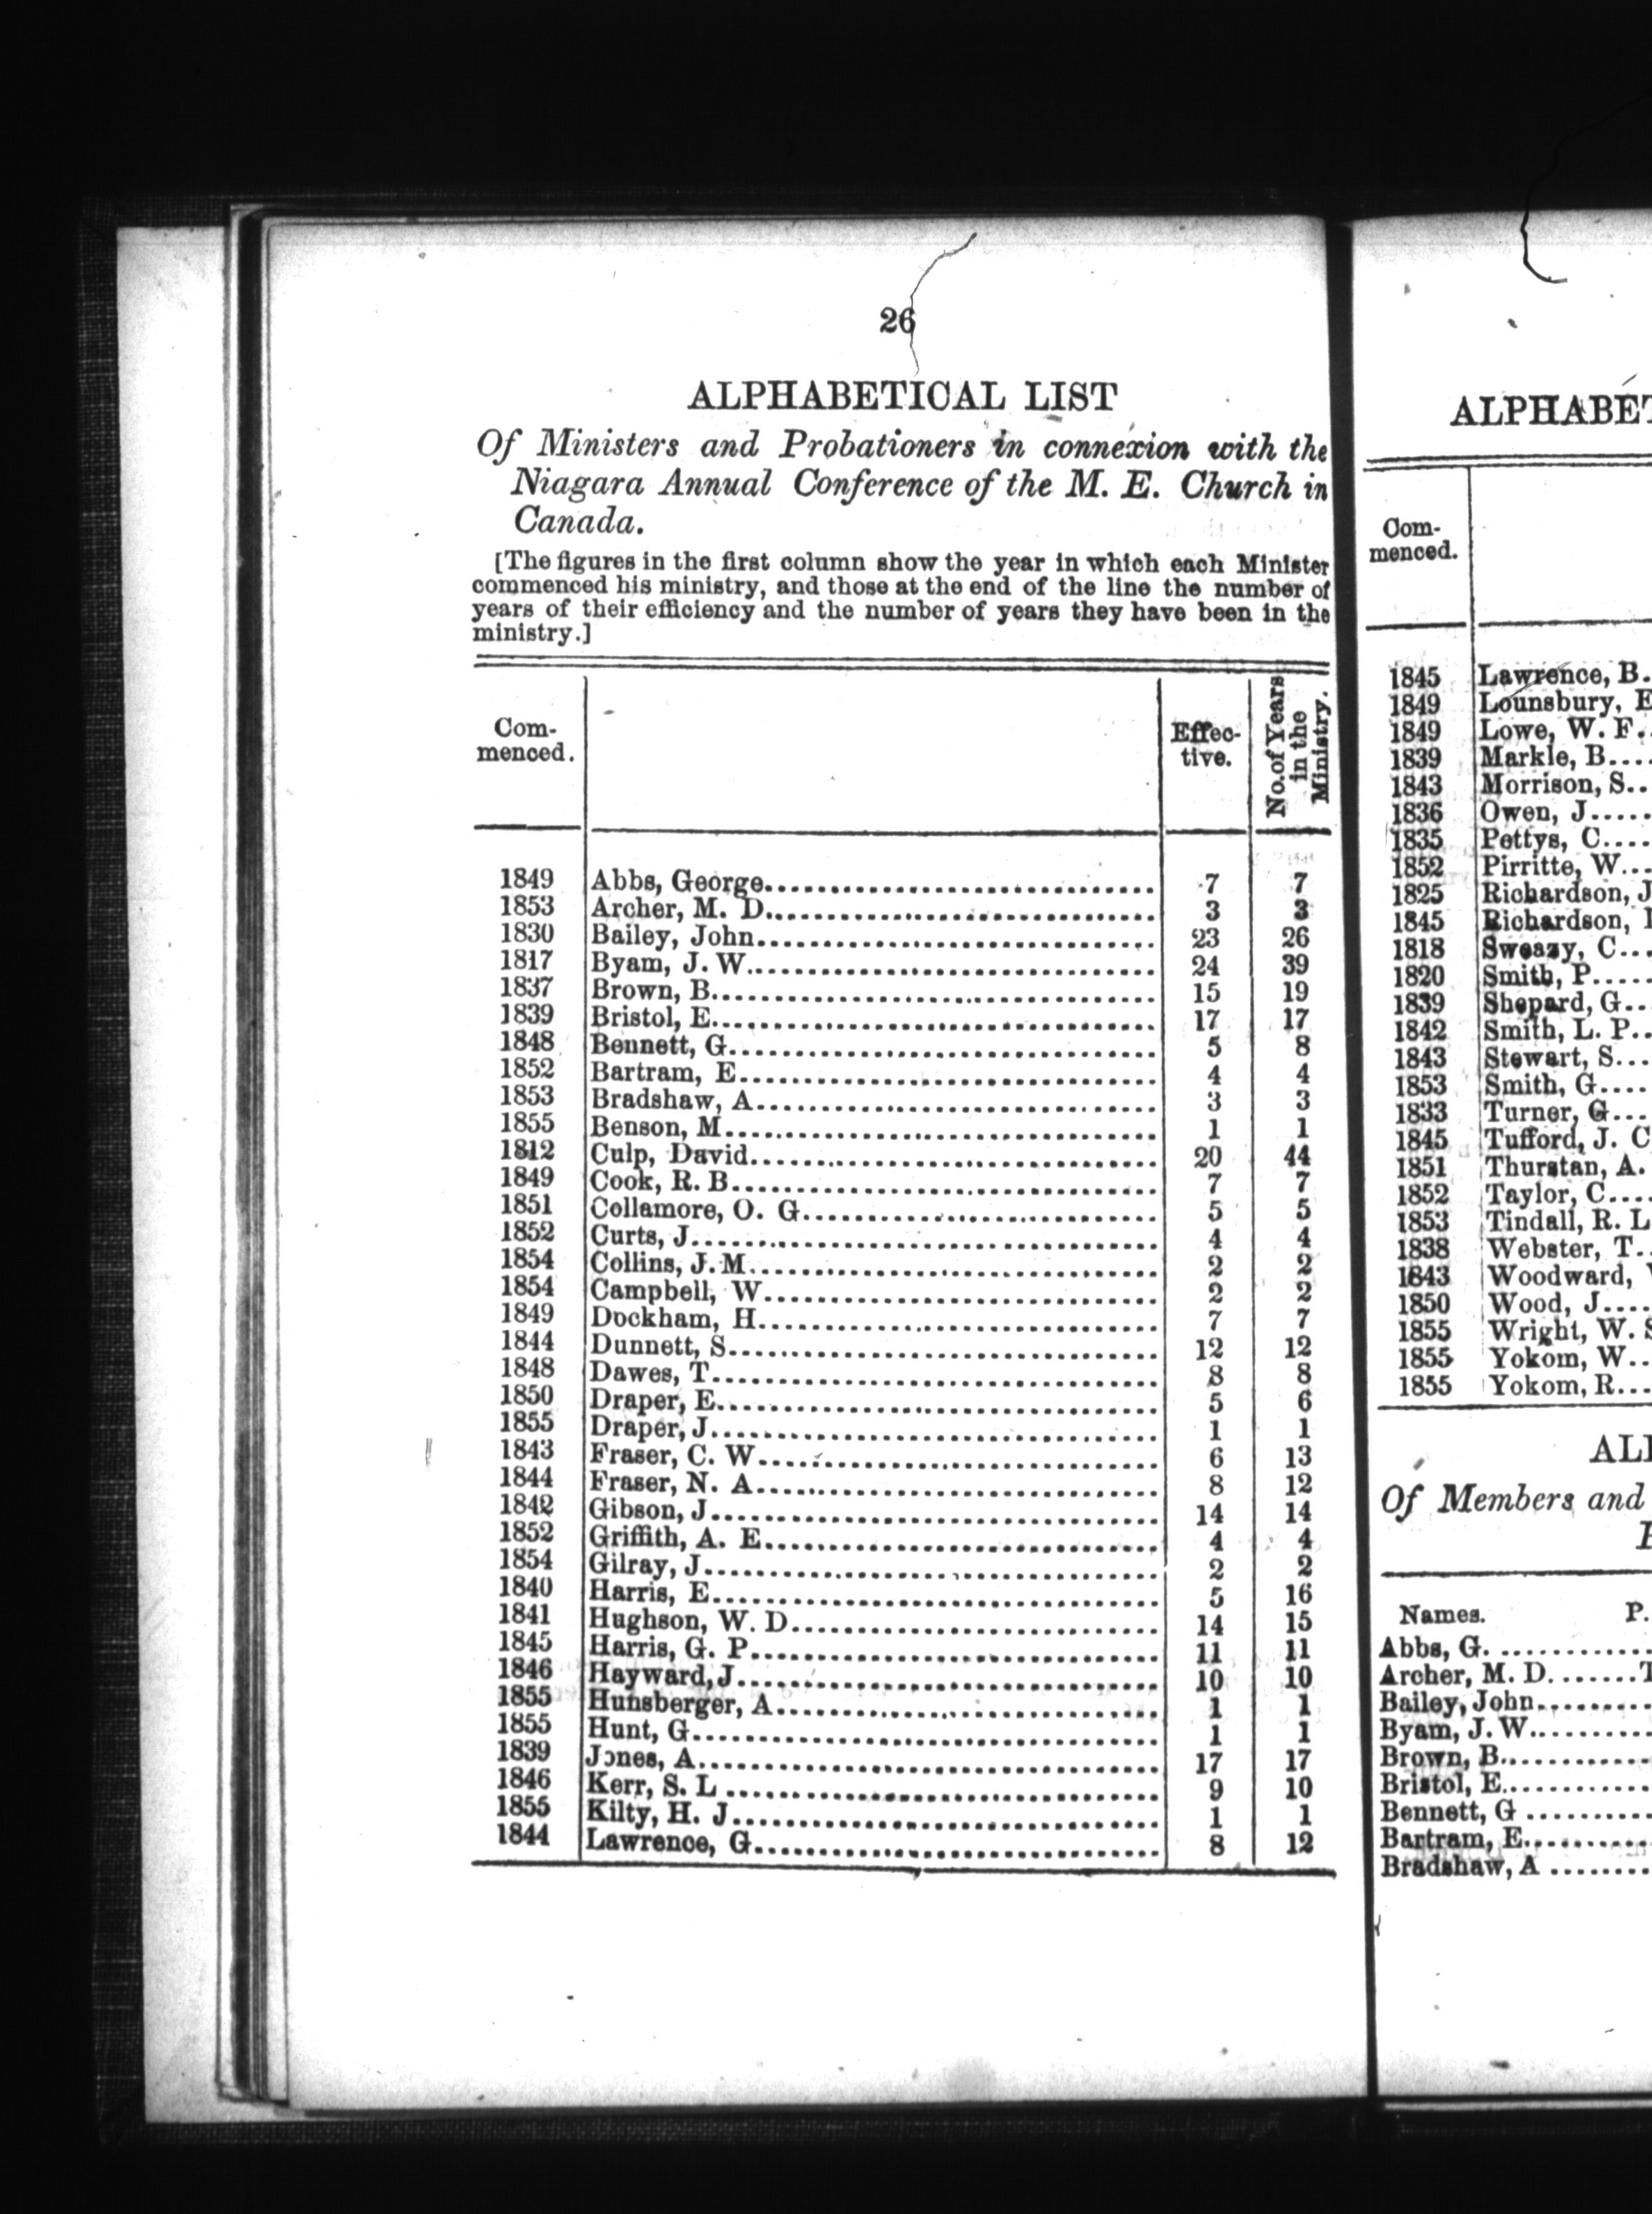 26
ALPHABETICAL LIST
Of Ministers and Probationers in connexion with the
Niagara Annual Conference of the M. E. Church in
Canada.
[The figures in the first column show the year in which each Minister
commenced his ministry, and those at the end of the line the number of
years of their efficiency and the number of years they have been in the
ministry.]
Com-
menced.
Effec-
tive.
No. of Years
in the
Ministry.
1849 Abbs, George 7 7
1853 Archer, M. D. 3 3
1830 Bailey, John 23 26
1817 Byam, J. W. 24 39
1837 Brown, B. 15 19
1839 Bristol, E. 17 17
1848 Bennett, G. 5 8
1852 Bartram, E. 4 4
1853 Bradshaw, A. 3 3
1855 Benson, M. 1 1
1812 Culp, David 20 44
1849 Cook, R. B. 7 7
1851 Collamore, O. G. 5 5
1852 Curts, J. 4 4
1854 Collins, J. M. 2 2
1854 Campbell, W. 2 2
1849 Dockham, H. 7 7
1844 Dunnett, S. 12 12
1848 Dawes, T. 8 8
1850 Draper, E. 5 6
1855 Draper, J. 1 1
1843 Fraser, C. W. 6 13
1844 Fraser, N. A. 8 12
1842 Gibson, J. 14 14
1852 Griffith, A. E. 4 4
1854 Gilray, J. 2 2
1840 Harris, E. 5 16
1841 Hughson, W. D. 14 15
1845 Harris, G. P. 11 11
1846 Hayward, J. 10 10
1855 Hunsberger, A. 1 1
1855 Hunt, G. 1 1
1839 Jones, A. 17 17
1846 Kerr, S. L. 9 10
1855 Kilty, H. J. 1 1
1844 Lawrence, G. 8 12
ALPHABET
Com-
menced.
1845 Lawrence, B.
1849 Lounsbury, E
1849 Lowe, W. F.
1839 Markle, B.
1843 Morrison, S.
1836 Owen, J.
1835 Pettys, C.
1852 Pirritte, W.
1825 Richardson, J
1845 Richardson,
1818 Sweazy, C.
1820 Smith, P.
1839 Shepard, G.
1842 Smith, L. P.
1843 Stewart, S.
1853 Smith, G.
1833 Turner, G.
1845 Tufford, J. C
1851 Thurstan, A.
1852 Taylor, C.
1853 Tindall, R. L
1838 Webster, T.
1843 Woodward,
1850 Wood, J.
1855 Wright, W. S
1855 Yokom, W.
1855 Yokom, R.
Of Members and
Names. P.
Abbs, G.
Archer, M. D.
Bailey, John
Byam, J. W.
Brown, B.
Bristol, E.
Bennett, G
Bartram, E.
Bradshaw, A